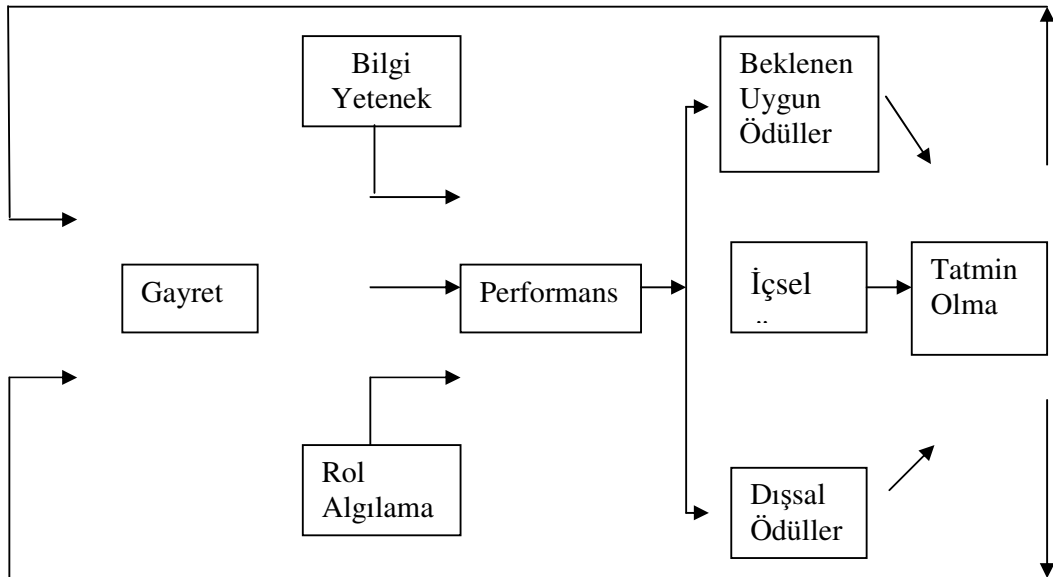 Bilgi
Yetenek
Beklenen
Uygun
Ödüller
Gayret
Performans
İçsel
Tatmin
Olma
Rol
Algılama
Dışsal
Ödüller